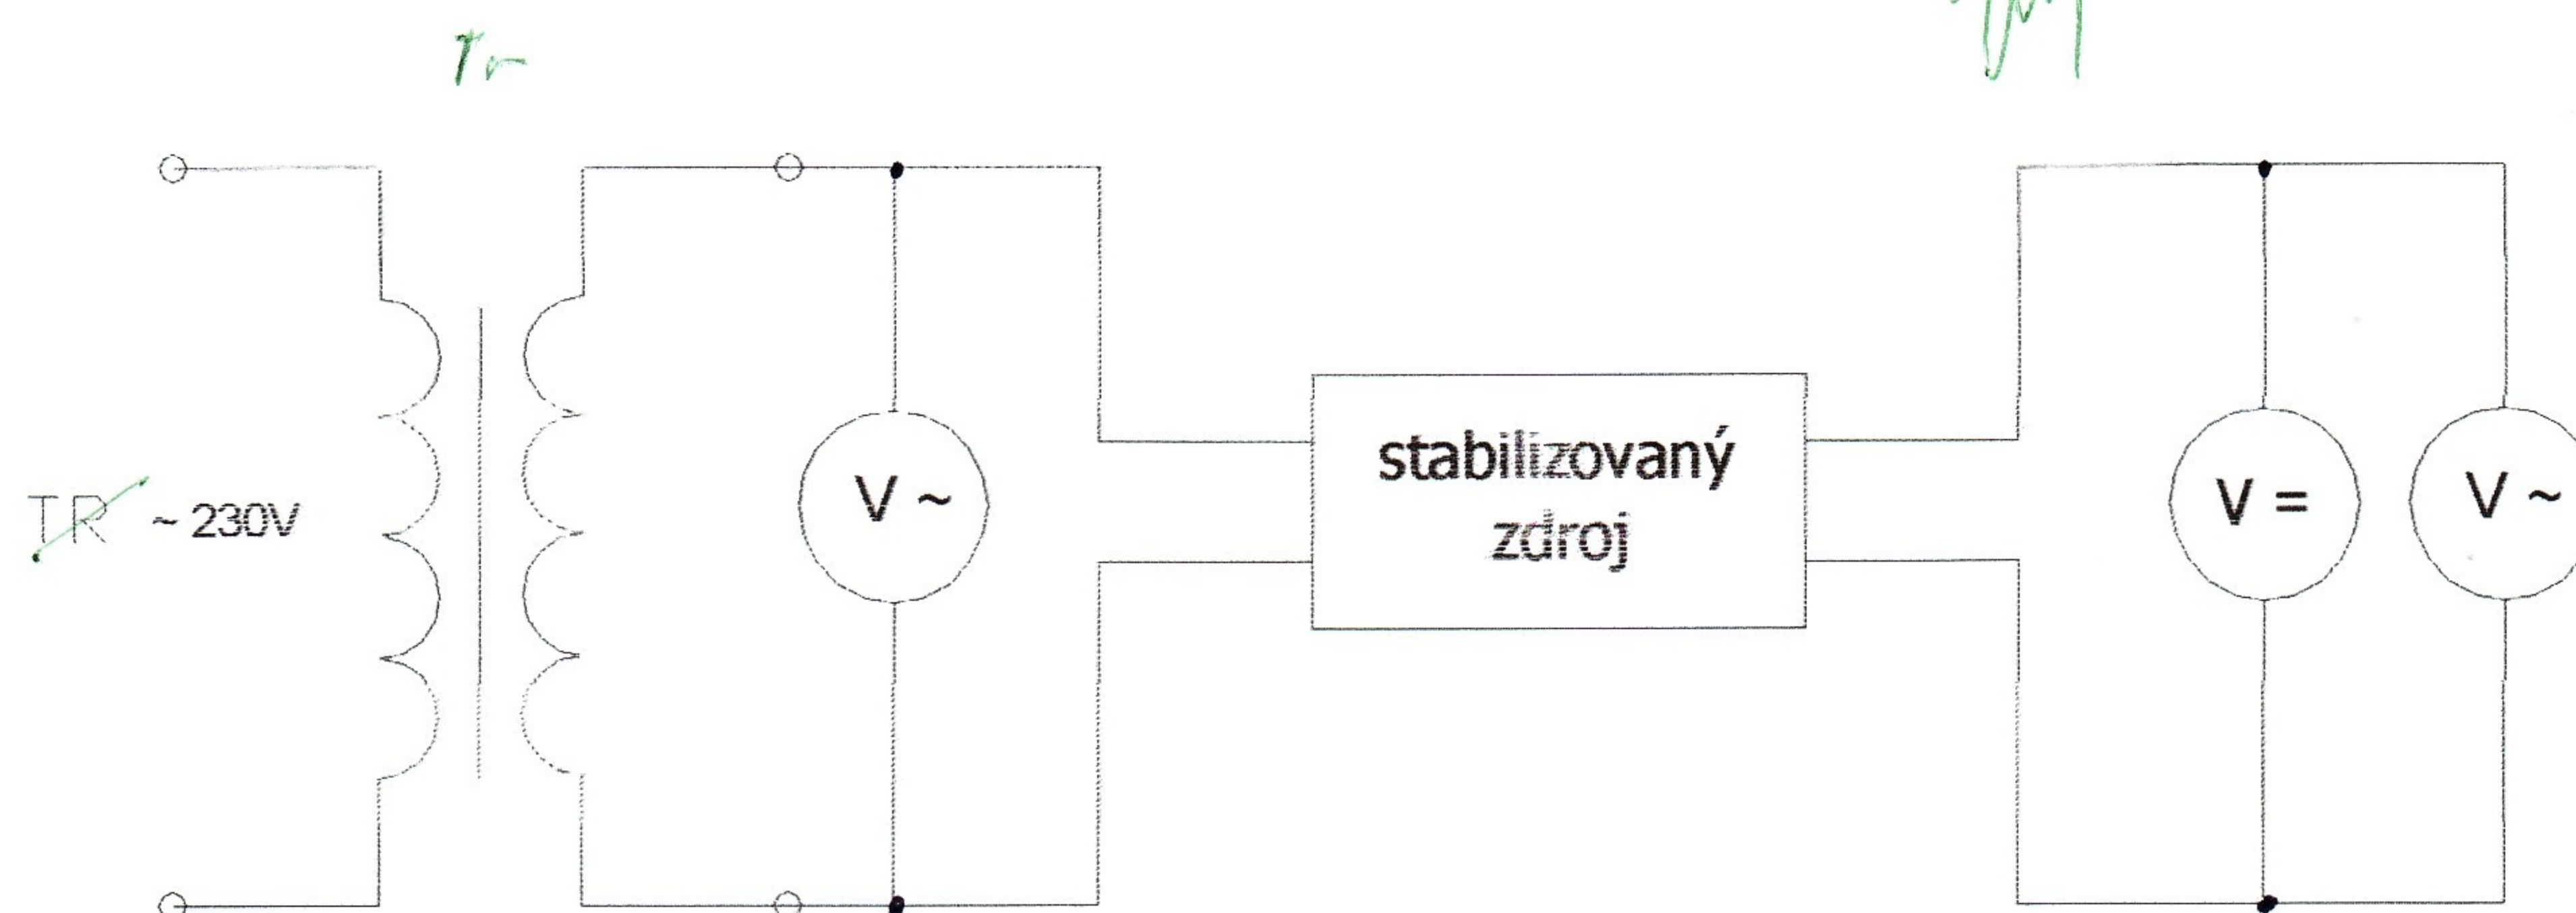 Tr
TR ~ 230V
V ~
stabilizovaný
zdroj
V =
V ~